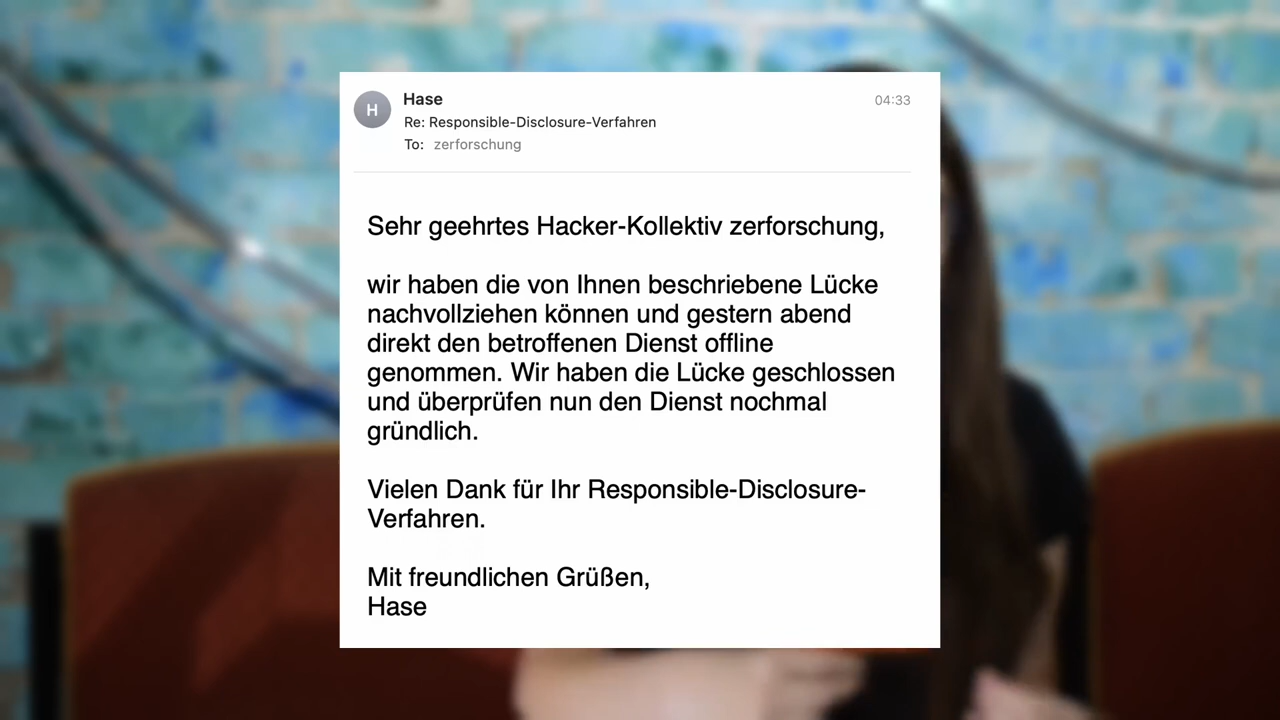 H
Hase
04:33
Re: Responsible-Disclosure-Verfahren
To: zerforschung
Sehr geehrtes Hacker-Kollektiv zerforschung,
wir haben die von Ihnen beschriebene Lücke
nachvollziehen können und gestern abend
direkt den betroffenen Dienst offline
genommen. Wir haben die Lücke geschlossen
und überprüfen nun den Dienst nochmal
gründlich.
Vielen Dank für Ihr Responsible-Disclosure-
Verfahren.
Mit freundlichen Grüßen,
Hase